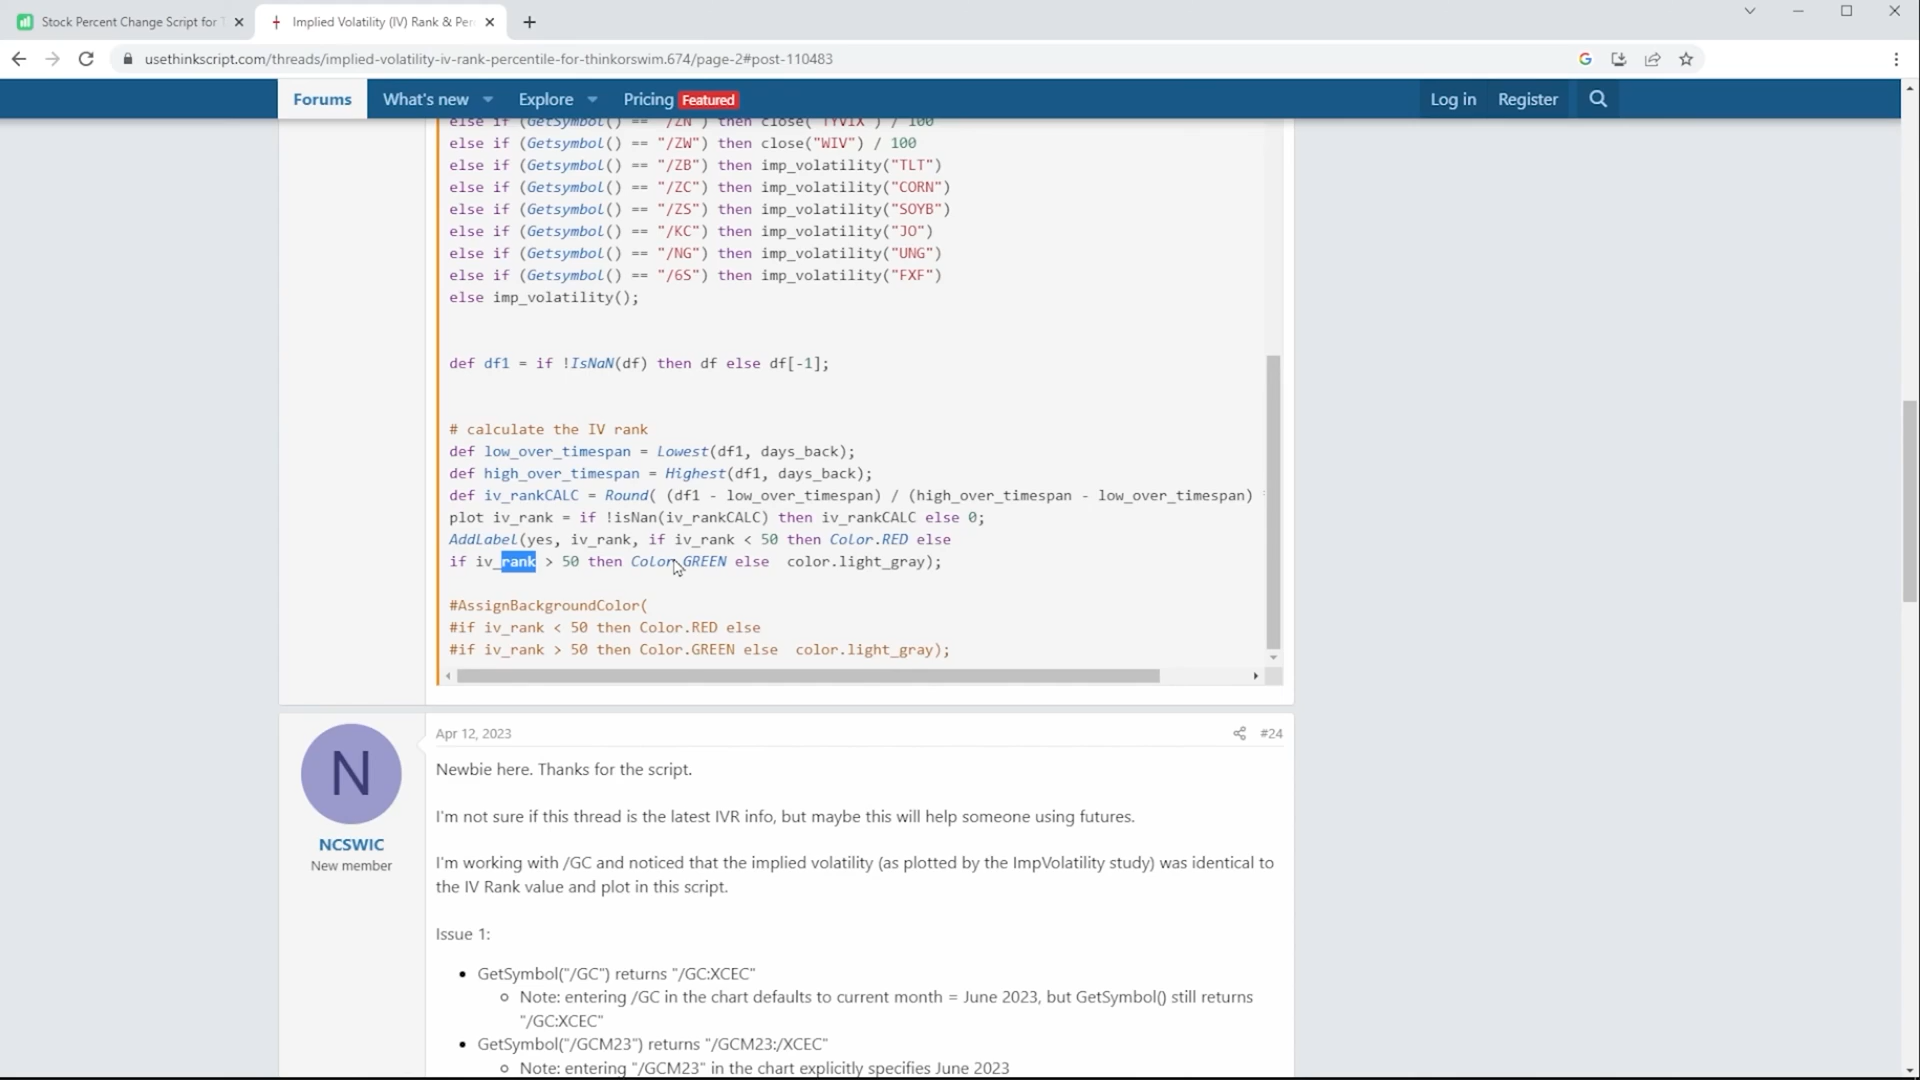 Stock Percent Change Script for T
Implied Volatility (IV) Rank & Per
usethinkscript.com/threads/implied-volatility-iv-rank-percentile-for-thinkorswim.674/page-2#post-110483
Forums What's new Explore Pricing Featured Log in Register
else if (GetSymbol() == "/ZN") then close("TYVIX") / 100
else if (Getsymbol() == "/ZW") then close("WIV") / 100
else if (Getsymbol() == "/ZB") then imp_volatility("TLT")
else if (Getsymbol() == "/ZC") then imp_volatility("CORN")
else if (Getsymbol() == "/ZS") then imp_volatility("SOYB")
else if (Getsymbol() == "/KC") then imp_volatility("JO")
else if (Getsymbol() == "/NG") then imp_volatility("UNG")
else if (Getsymbol() == "/6S") then imp_volatility("FXF")
else imp_volatility();
def df1 = if !IsNaN(df) then df else df[-1];
# calculate the IV rank
def low_over_timespan = Lowest(df1, days_back);
def high_over_timespan = Highest(df1, days_back);
def iv_rankCALC = Round( (df1 - low_over_timespan) / (high_over_timespan - low_over_timespan)
plot iv_rank = if !isNan(iv_rankCALC) then iv_rankCALC else 0;
AddLabel(yes, iv_rank, if iv_rank < 50 then Color.RED else
if iv_rank > 50 then Color.GREEN else  color.light_gray);
#AssignBackgroundColor(
#if iv_rank < 50 then Color.RED else
#if iv_rank > 50 then Color.GREEN else  color.light_gray);
Apr 12, 2023 #24
N
NCSWIC
New member
Newbie here. Thanks for the script.
I'm not sure if this thread is the latest IVR info, but maybe this will help someone using futures.
I'm working with /GC and noticed that the implied volatility (as plotted by the ImpVolatility study) was identical to
the IV Rank value and plot in this script.
Issue 1:
GetSymbol("/GC") returns "/GC:XCEC"
Note: entering /GC in the chart defaults to current month = June 2023, but GetSymbol() still returns
"/GC:XCEC"
GetSymbol("/GCM23") returns "/GCM23:/XCEC"
Note: entering "/GCM23" in the chart explicitly specifies June 2023